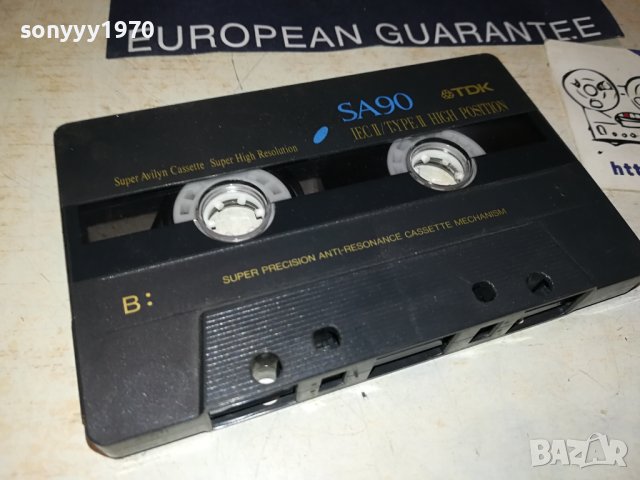 sonyyy1970
EUROPEAN GUARANTEE
SA90
TDK
IEC II / TYPE II HIGH POSITION
Super Avilyn Cassette Super High Resolution
SUPER PRECISION ANTI-RESONANCE CASSETTE MECHANISM
B:
htt
BAZAR